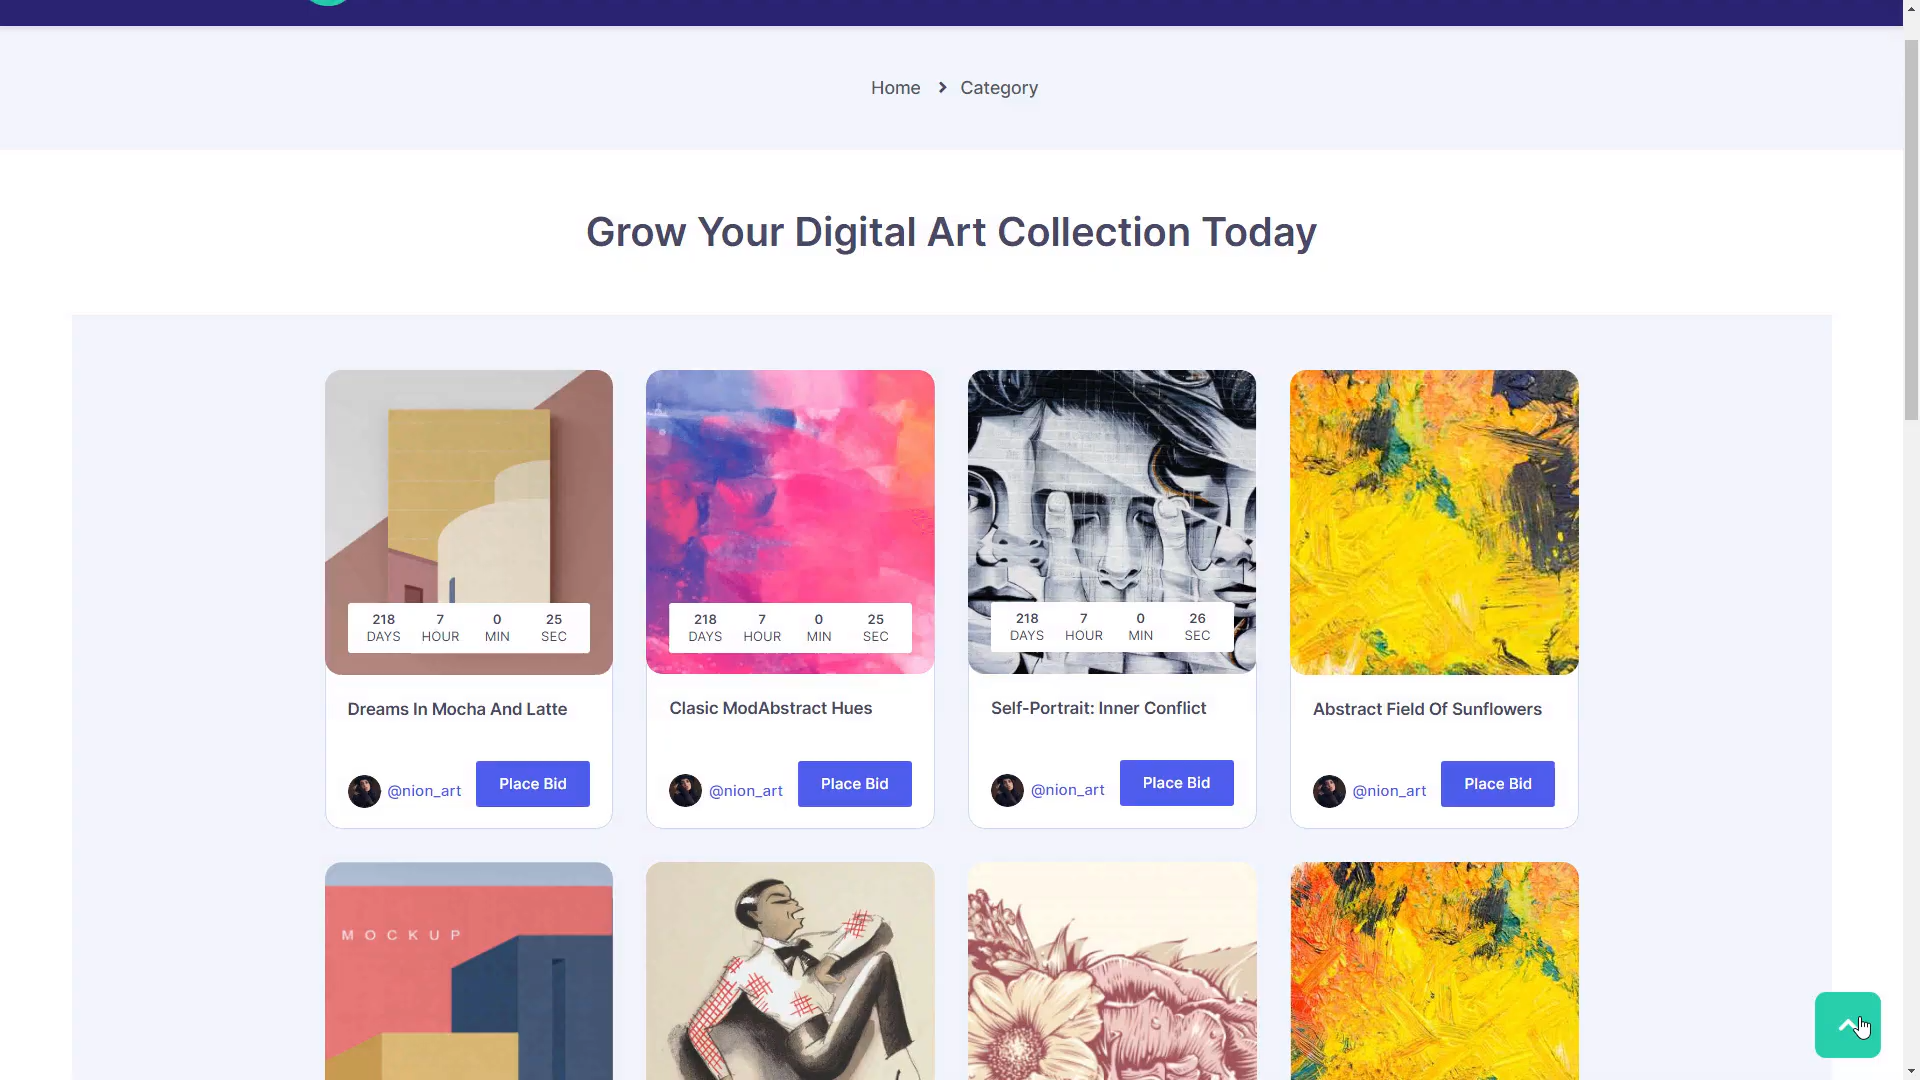 Home > Category
Grow Your Digital Art Collection Today
218 7 0 25
DAYS HOUR MIN SEC
218 7 0 25
DAYS HOUR MIN SEC
218 7 0 26
DAYS HOUR MIN SEC
Dreams In Mocha And Latte
Clasic ModAbstract Hues
Self-Portrait: Inner Conflict
Abstract Field Of Sunflowers
@nion_art Place Bid
@nion_art Place Bid
@nion_art Place Bid
@nion_art Place Bid
MOCKUP